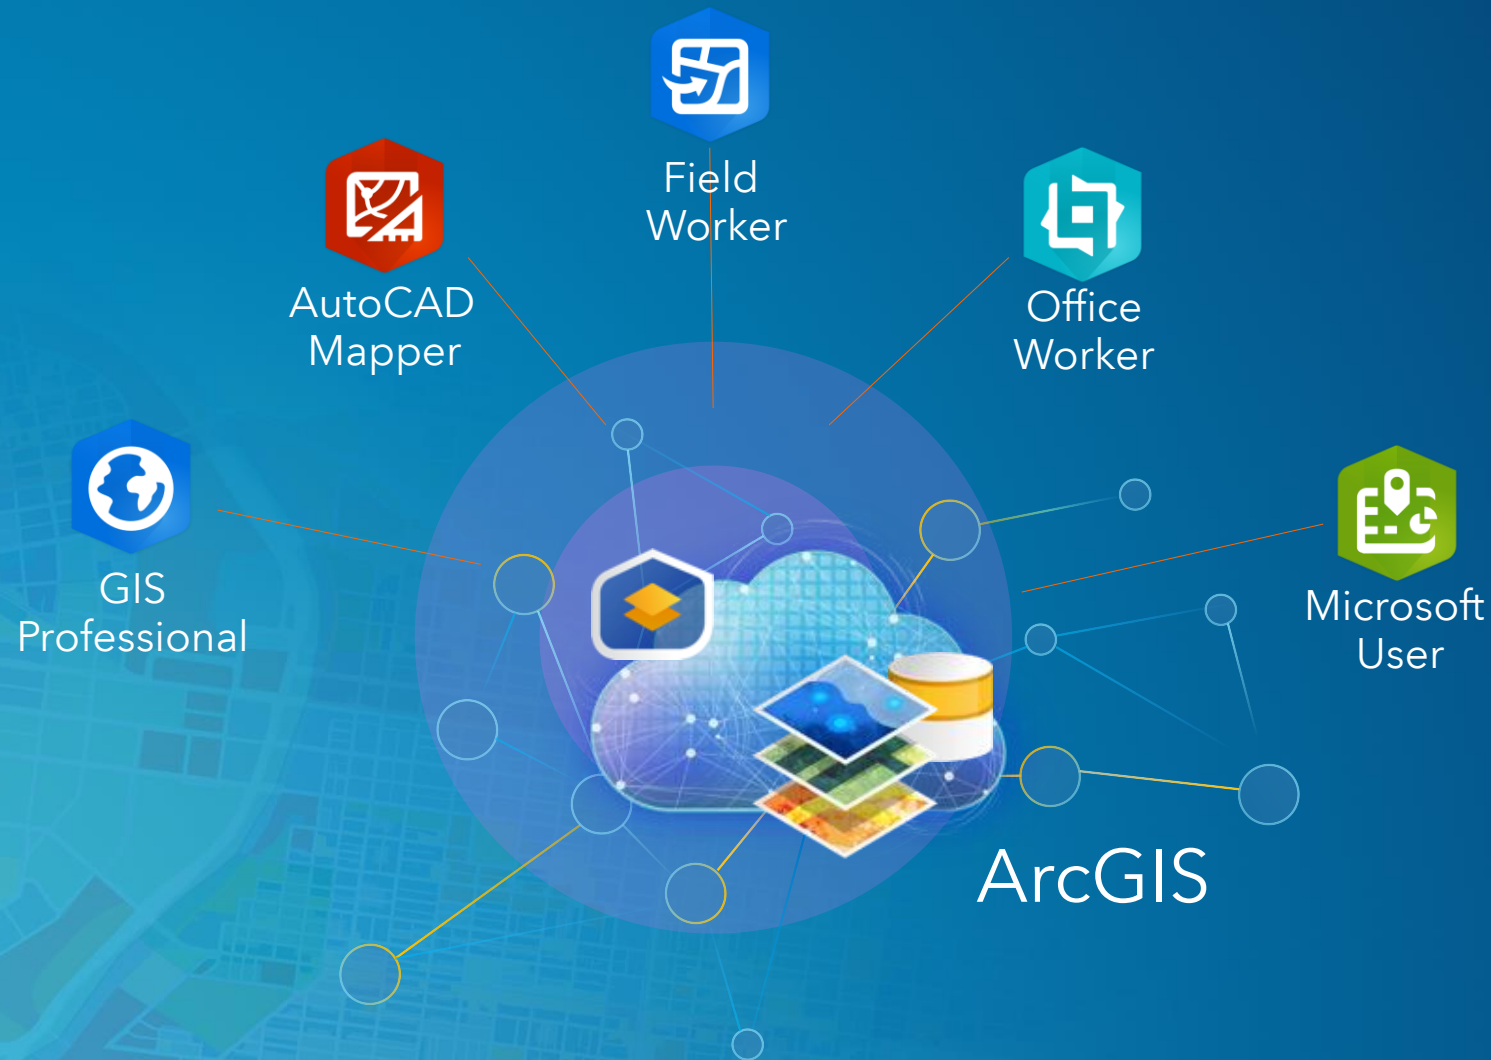 Field
Worker
AutoCAD
Mapper
Office
Worker
GIS
Professional
Microsoft
User
ArcGIS